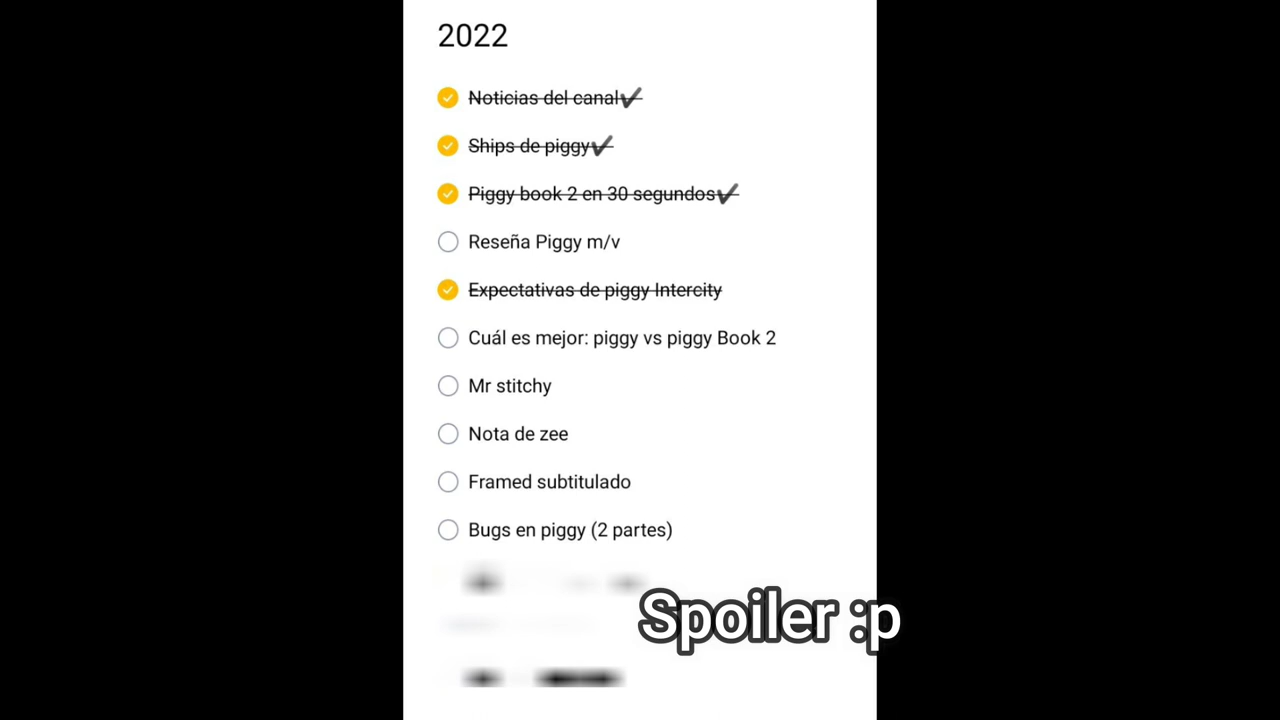 2022
Noticias del canal✔
Ships de piggy✔
Piggy book 2 en 30 segundos✔
Reseña Piggy m/v
Expectativas de piggy Intercity
Cuál es mejor: piggy vs piggy Book 2
Mr stitchy
Nota de zee
Framed subtitulado
Bugs en piggy (2 partes)
Spoiler :p